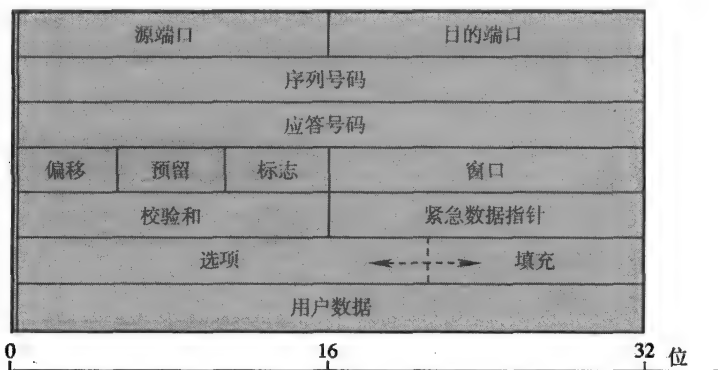 源端口 目的端口
序列号码
应答号码
偏移 预留 标志 窗口
校验和 紧急数据指针
选项 填充
用户数据
0 16 32 位